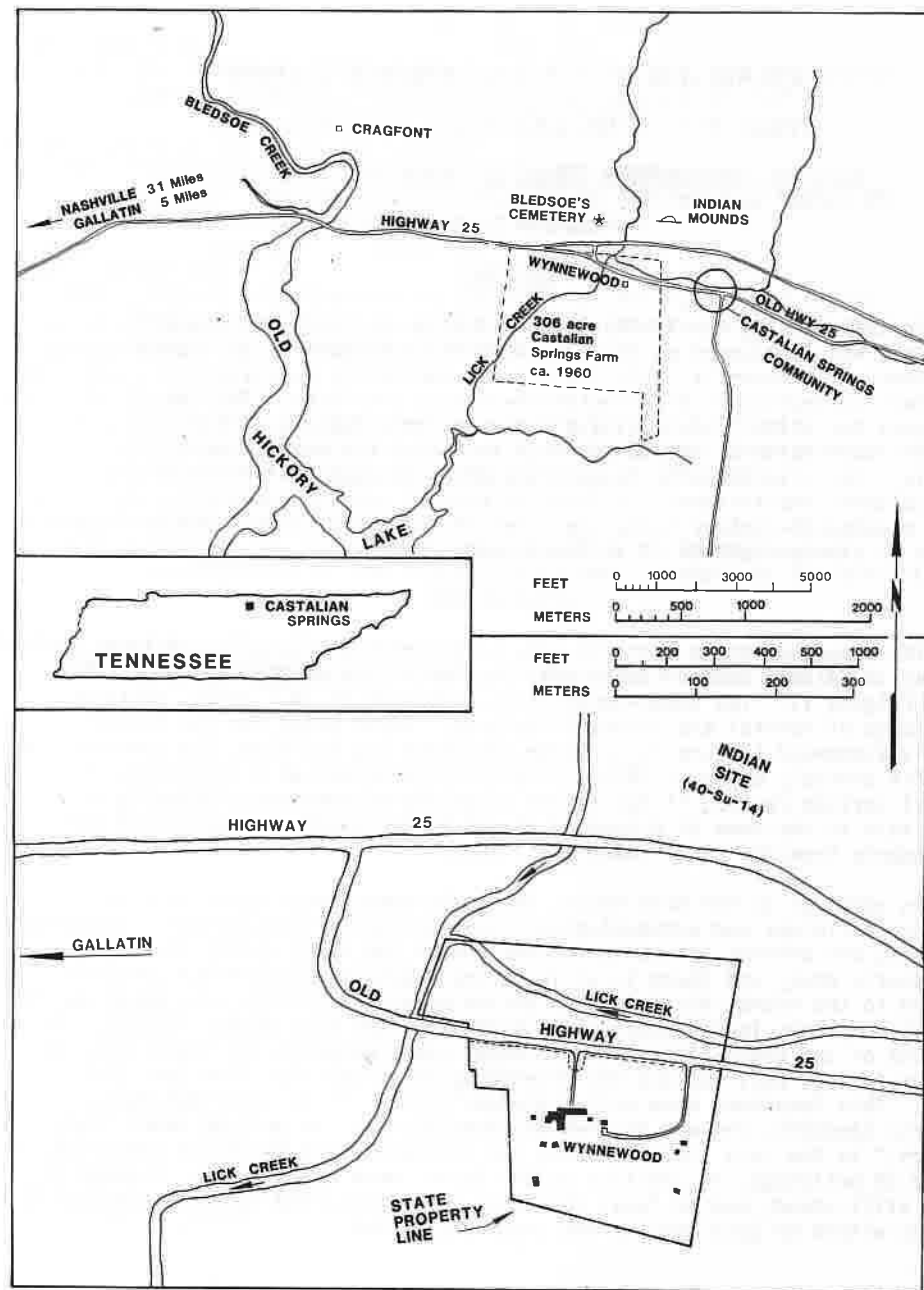 BLEDSOE
CREEK
CRAGFONT
NASHVILLE 31 Miles
GALLATIN 5 Miles
HIGHWAY 25
BLEDSOE'S
CEMETERY
INDIAN
MOUNDS
WYNNEWOOD
OLD HWY 25
CASTALIAN SPRINGS
COMMUNITY
LICK CREEK
306 acre
Castalian
Springs Farm
ca. 1960
OLD
HICKORY
LAKE
CASTALIAN
SPRINGS
TENNESSEE
FEET
0 1000 3000 5000
METERS
0 500 1000 2000
N
FEET
0 200 300 400 500 1000
METERS
0 100 200 300
INDIAN
SITE
(40-Su-14)
HIGHWAY 25
GALLATIN
OLD
HIGHWAY
25
LICK CREEK
WYNNEWOOD
LICK CREEK
STATE
PROPERTY
LINE